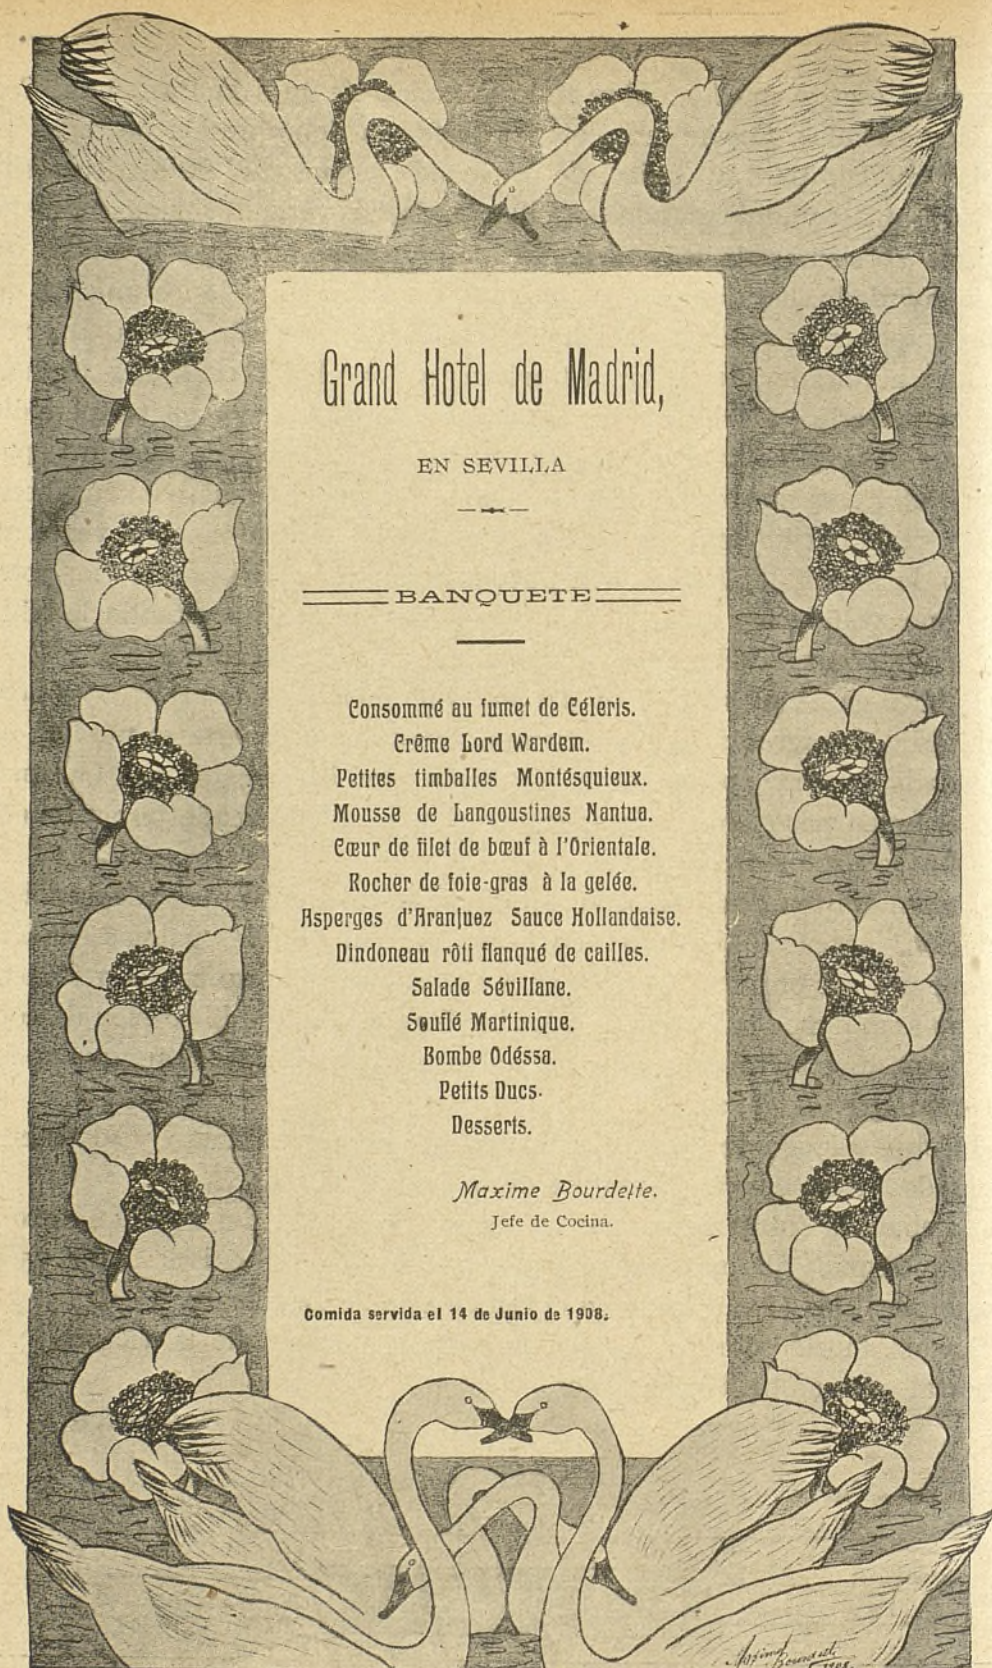 Grand Hotel de Madrid,
EN SEVILLA
BANQUETE
Consommé au fumet de Céleris.
Crême Lord Wardem.
Petites timballes Montésquieux.
Mousse de Langoustines Nantua.
Cœur de filet de bœuf à l'Orientale.
Rocher de foie-gras à la gelée.
Asperges d'Aranjuez Sauce Hollandaise.
Dindoneau rôti flanqué de cailles.
Salade Sévillane.
Souflé Martinique.
Bombe Odéssa.
Petits Ducs.
Desserts.
Maxime Bourdette.
Jefe de Cocina.
Comida servida el 14 de Junio de 1908.
Bourdette
1908